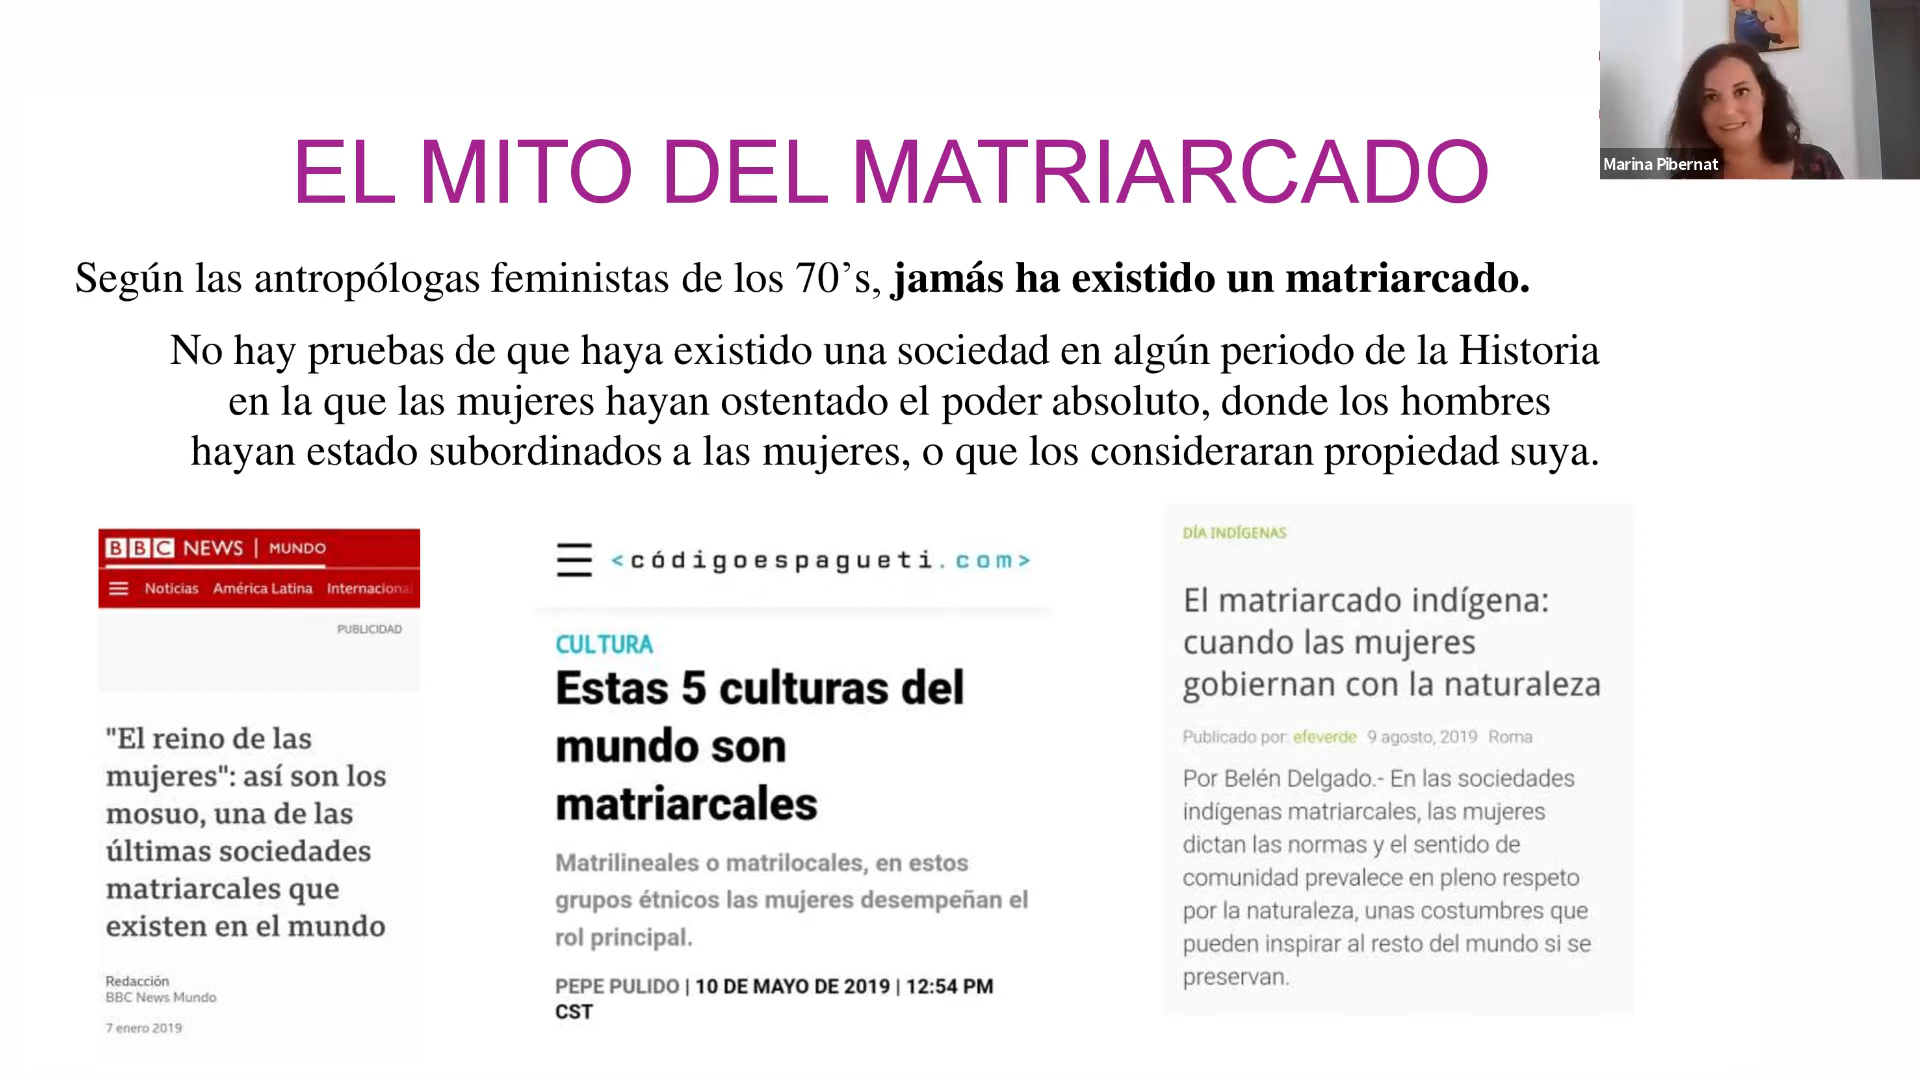 EL MITO DEL MATRIARCADO
Marina Pibernat
Según las antropólogas feministas de los 70’s, jamás ha existido un matriarcado.
No hay pruebas de que haya existido una sociedad en algún periodo de la Historia
en la que las mujeres hayan ostentado el poder absoluto, donde los hombres
hayan estado subordinados a las mujeres, o que los consideraran propiedad suya.
BBC NEWS | MUNDO
Noticias América Latina Internacional
PUBLICIDAD
"El reino de las
mujeres": así son los
mosuo, una de las
últimas sociedades
matriarcales que
existen en el mundo
Redacción
BBC News Mundo
7 enero 2019
<códigoespagueti.com>
CULTURA
Estas 5 culturas del
mundo son
matriarcales
Matrilineales o matrilocales, en estos
grupos étnicos las mujeres desempeñan el
rol principal.
PEPE PULIDO | 10 DE MAYO DE 2019 | 12:54 PM
CST
DÍA INDÍGENAS
El matriarcado indígena:
cuando las mujeres
gobiernan con la naturaleza
Publicado por: efeverde 9 agosto, 2019 Roma
Por Belén Delgado.- En las sociedades
indígenas matriarcales, las mujeres
dictan las normas y el sentido de
comunidad prevalece en pleno respeto
por la naturaleza, unas costumbres que
pueden inspirar al resto del mundo si se
preservan.